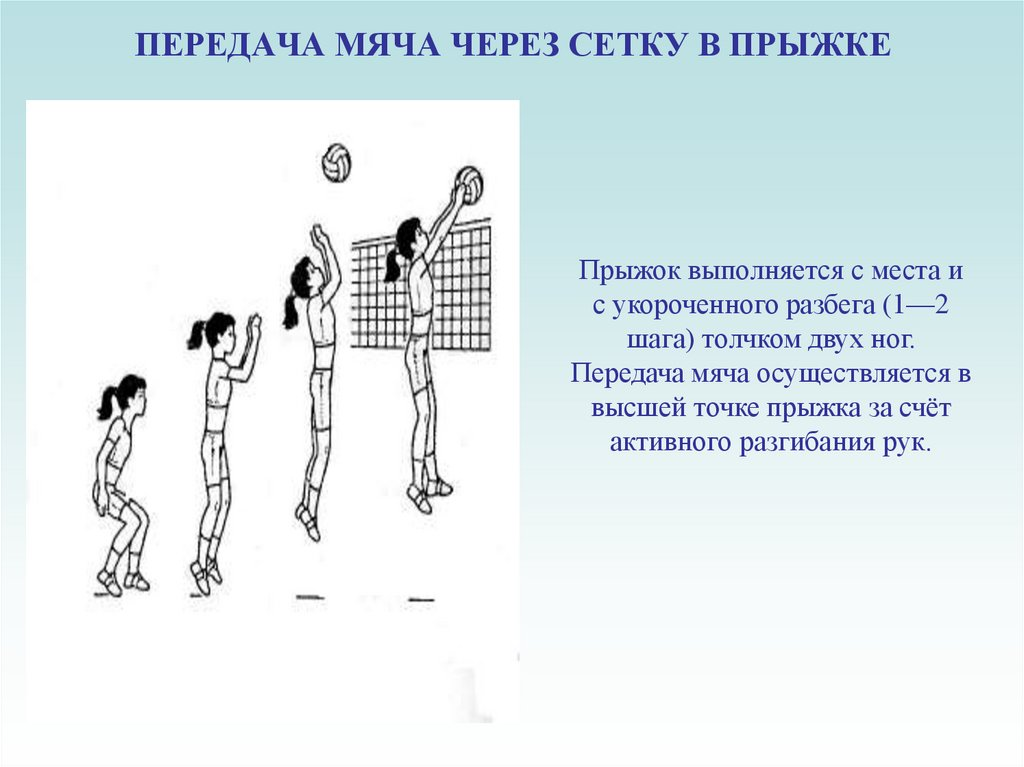 ПЕРЕДАЧА МЯЧА ЧЕРЕЗ СЕТКУ В ПРЫЖКЕ
Прыжок выполняется с места и
с укороченного разбега (1—2
шага) толчком двух ног.
Передача мяча осуществляется в
высшей точке прыжка за счёт
активного разгибания рук.